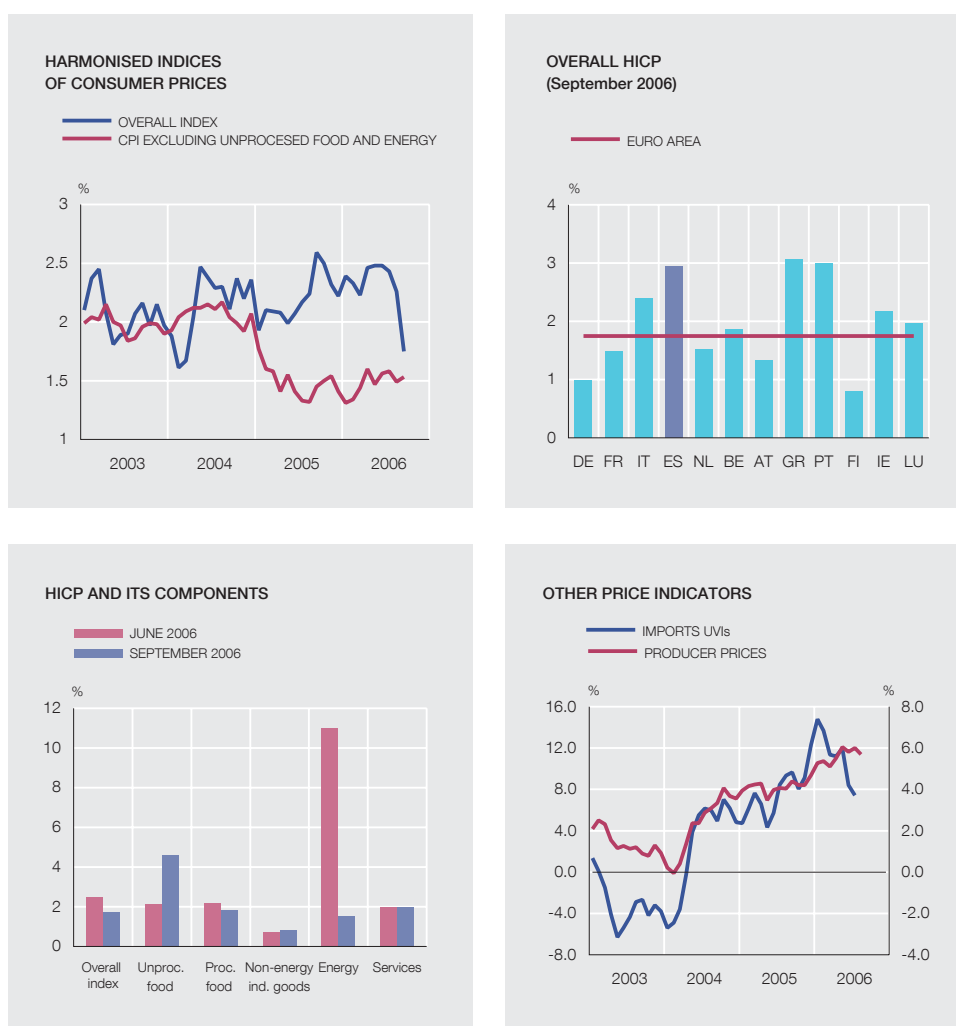 HARMONISED INDICES
OF CONSUMER PRICES
OVERALL INDEX
CPI EXCLUDING UNPROCESED FOOD AND ENERGY
%
3
2.5
2
1.5
1
2003 2004 2005 2006
OVERALL HICP
(September 2006)
EURO AREA
%
4
3
2
1
0
DE FR IT ES NL BE AT GR PT FI IE LU
HICP AND ITS COMPONENTS
JUNE 2006
SEPTEMBER 2006
%
12
10
8
6
4
2
0
Overall Unproc. Proc. Non-energy Energy Services
index food food ind. goods
OTHER PRICE INDICATORS
IMPORTS UVIs
PRODUCER PRICES
% %
16.0 8.0
12.0 6.0
8.0 4.0
4.0 2.0
0.0 0.0
-4.0 -2.0
-8.0 -4.0
2003 2004 2005 2006